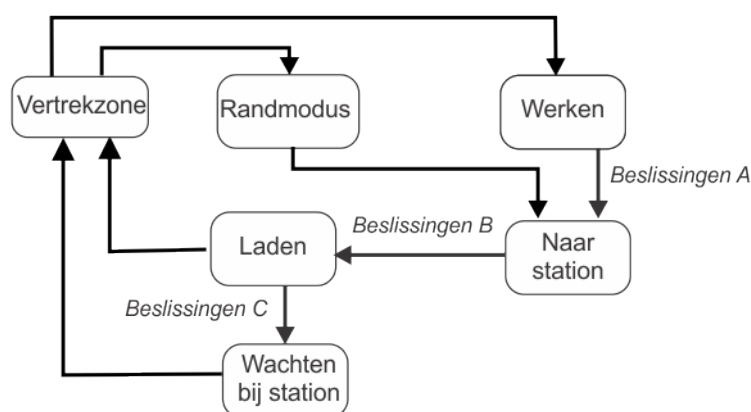 Vertrekzone
Randmodus
Werken
Beslissingen A
Beslissingen B
Laden
Naar
station
Beslissingen C
Wachten
bij station